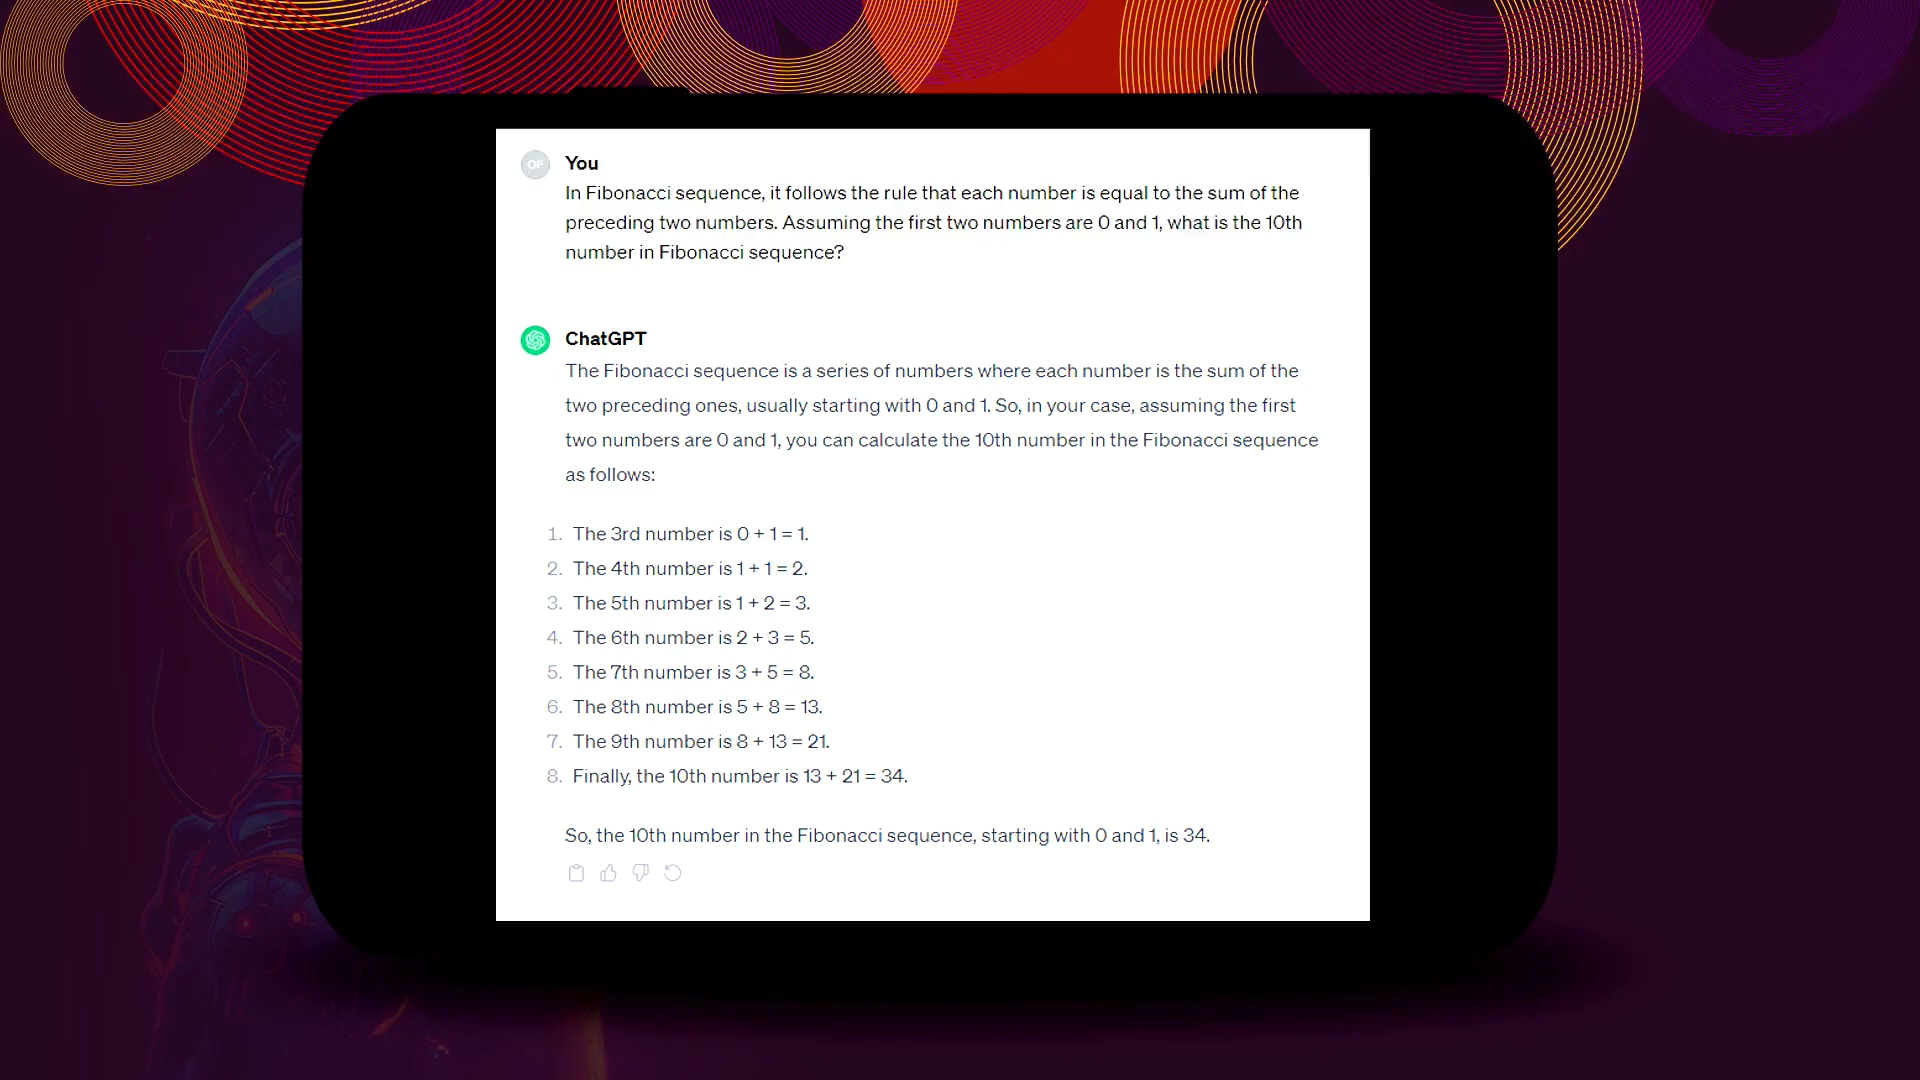 OF
You
In Fibonacci sequence, it follows the rule that each number is equal to the sum of the
preceding two numbers. Assuming the first two numbers are 0 and 1, what is the 10th
number in Fibonacci sequence?
ChatGPT
The Fibonacci sequence is a series of numbers where each number is the sum of the
two preceding ones, usually starting with 0 and 1. So, in your case, assuming the first
two numbers are 0 and 1, you can calculate the 10th number in the Fibonacci sequence
as follows:
1. The 3rd number is 0 + 1 = 1.
2. The 4th number is 1 + 1 = 2.
3. The 5th number is 1 + 2 = 3.
4. The 6th number is 2 + 3 = 5.
5. The 7th number is 3 + 5 = 8.
6. The 8th number is 5 + 8 = 13.
7. The 9th number is 8 + 13 = 21.
8. Finally, the 10th number is 13 + 21 = 34.
So, the 10th number in the Fibonacci sequence, starting with 0 and 1, is 34.